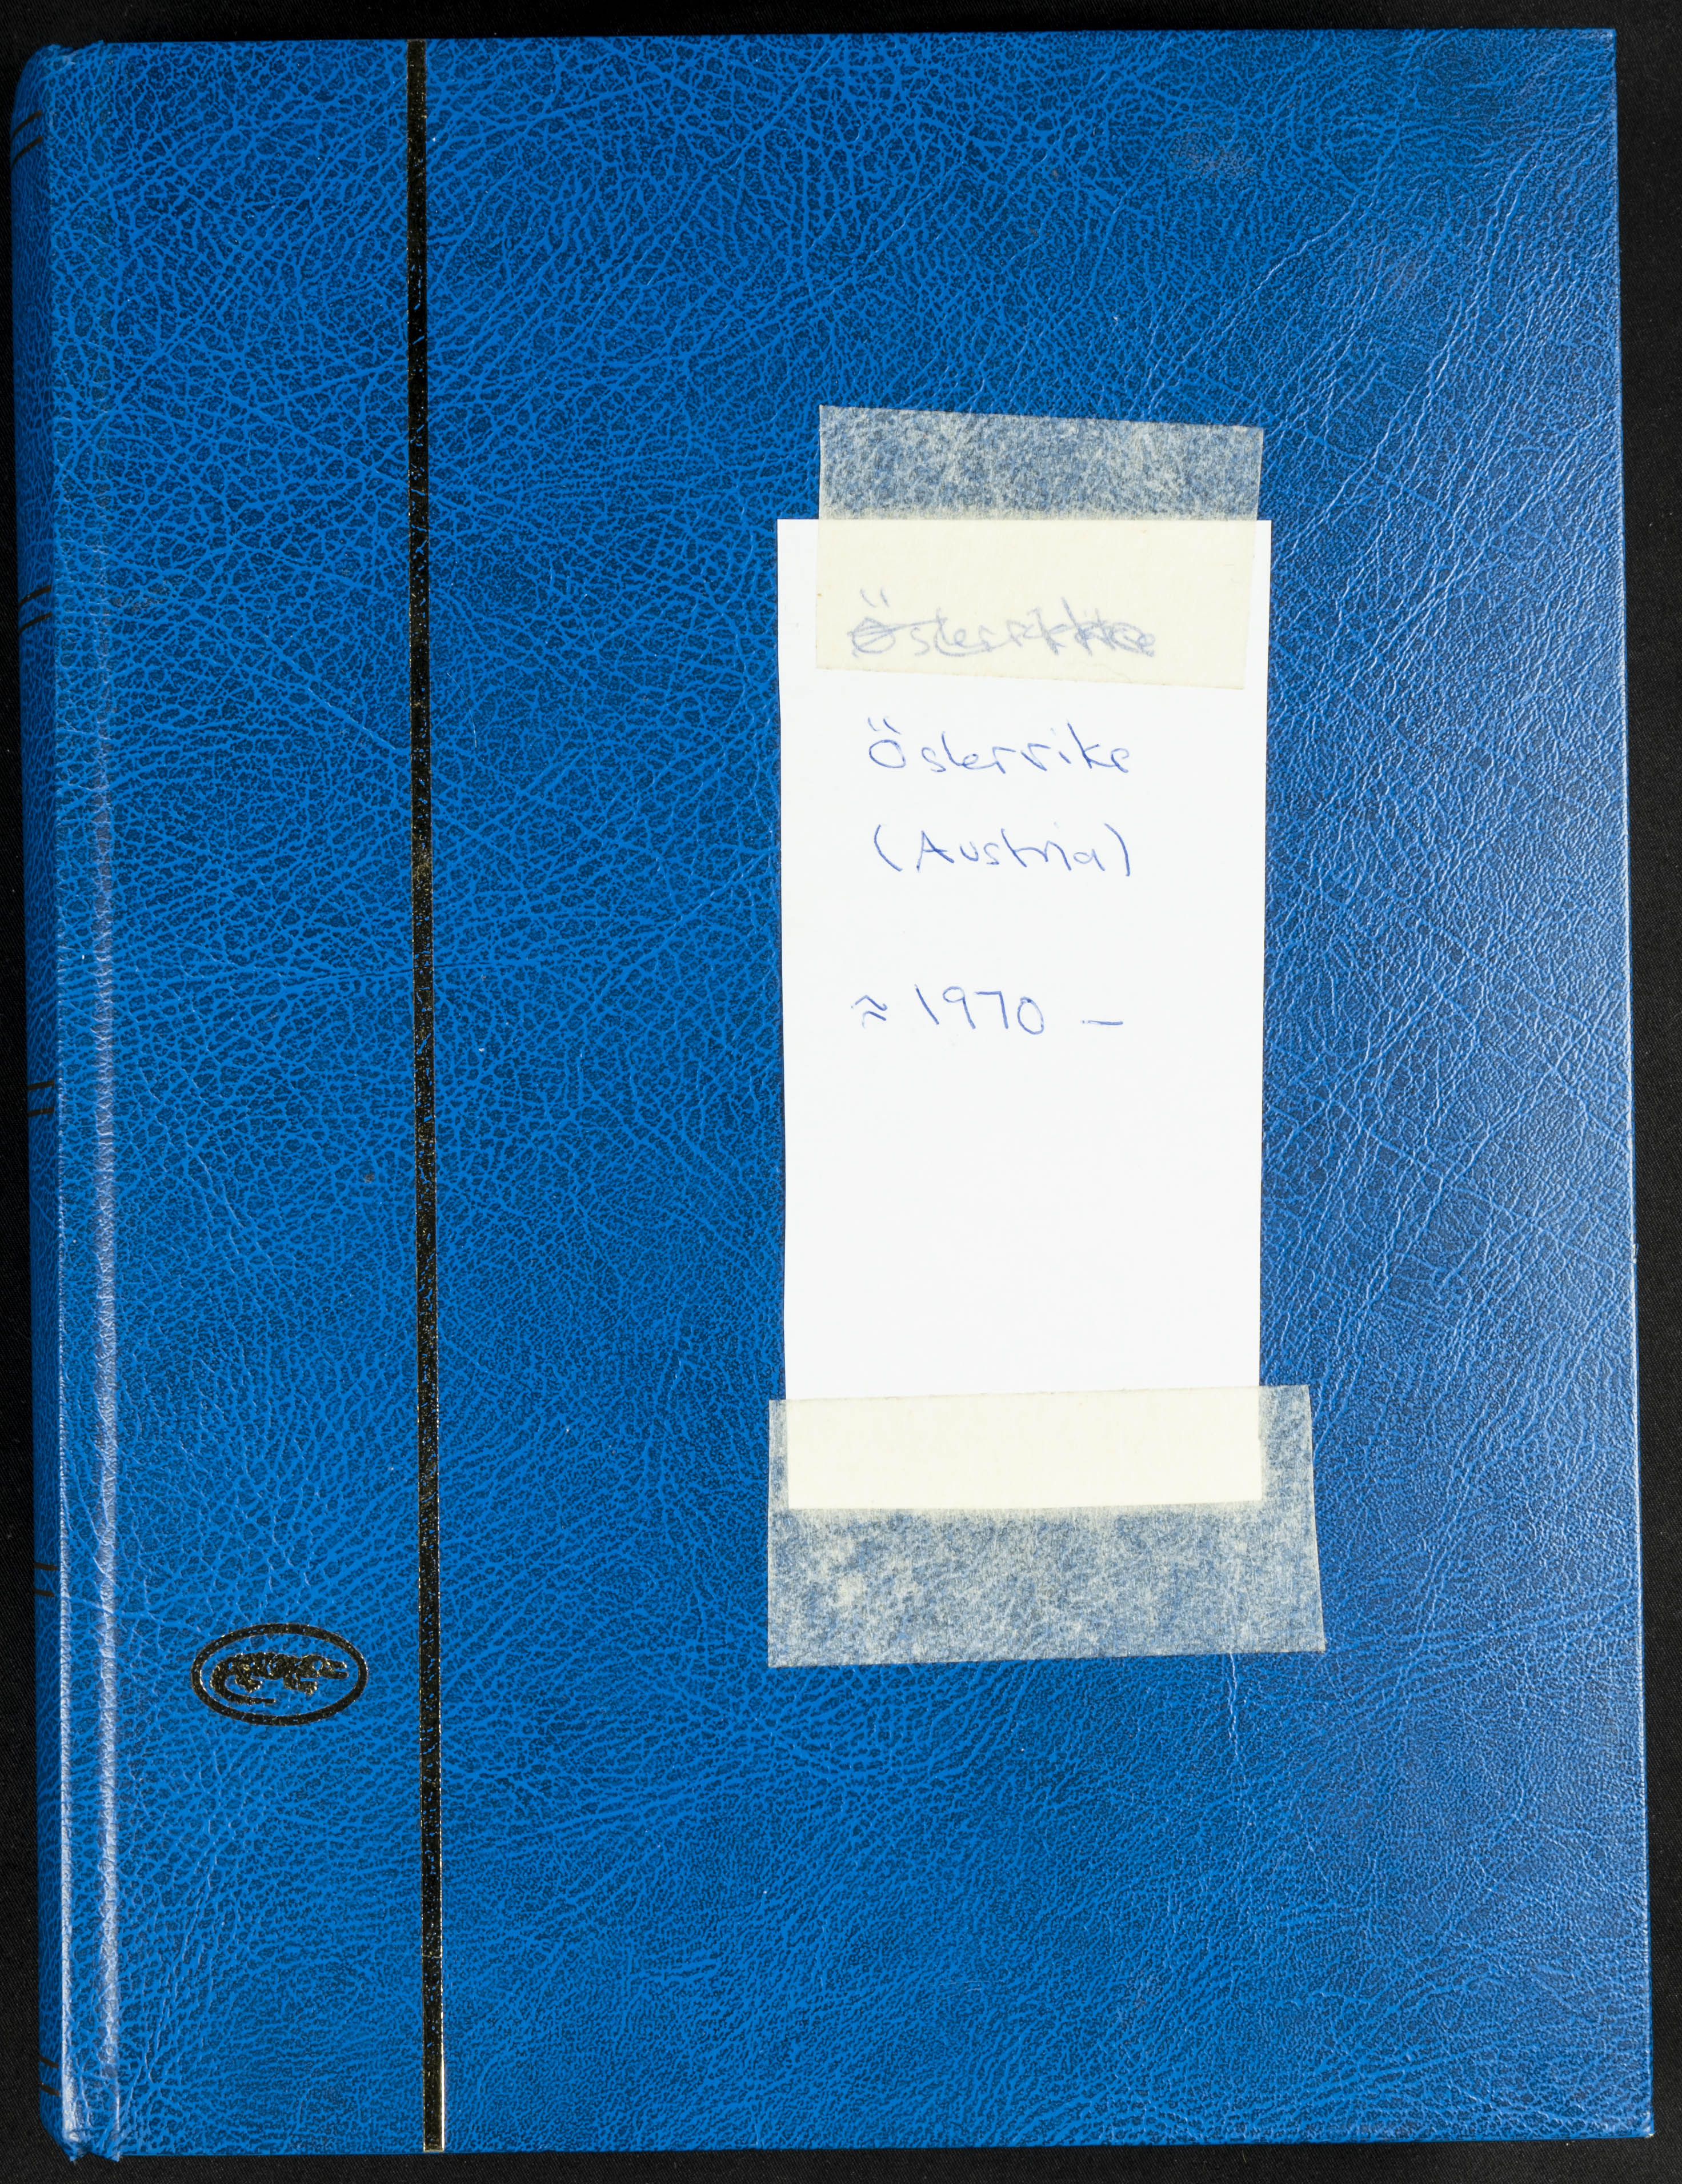 Österrike
(Austria)
≈ 1970 –